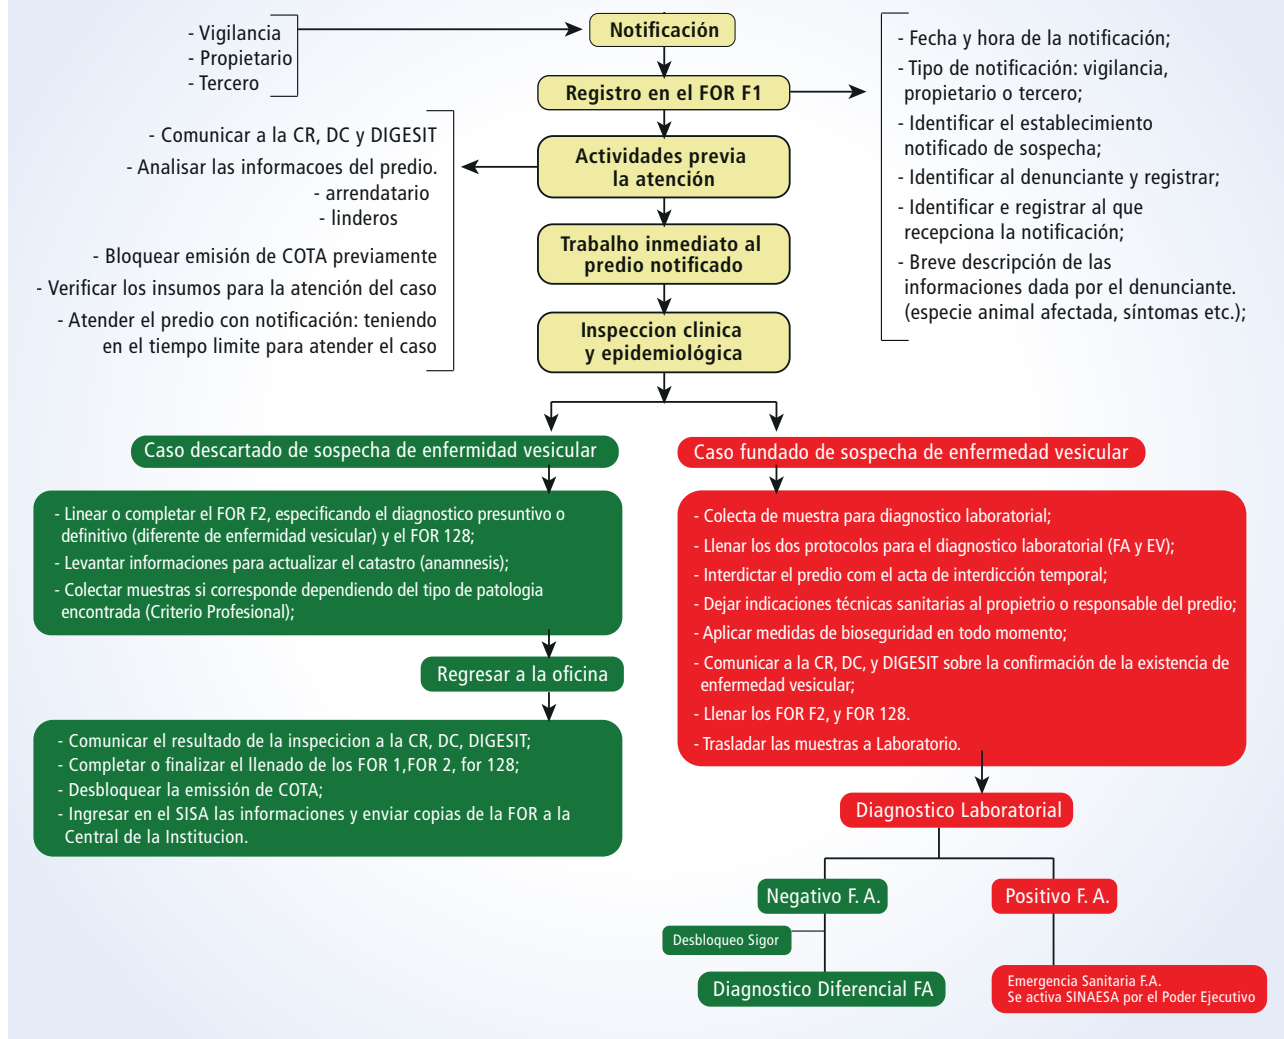 - Vigilancia
- Propietario
- Tercero
Notificación
Registro en el FOR F1
- Fecha y hora de la notificación;
- Tipo de notificación: vigilancia,
propietario o tercero;
- Identificar el establecimiento
notificado de sospecha;
- Identificar al denunciante y registrar;
- Identificar e registrar al que
recepciona la notificación;
- Breve descripción de las
informaciones dada por el denunciante.
(especie animal afectada, síntomas etc.);
Actividades previa
la atención
- Comunicar a la CR, DC y DIGESIT
- Analisar las informacoes del predio.
- arrendatario
- linderos
- Bloquear emisión de COTA previamente
- Verificar los insumos para la atención del caso
- Atender el predio con notificación: teniendo
en el tiempo limite para atender el caso
Trabalho inmediato al
predio notificado
Inspeccion clinica
y epidemiológica
Caso descartado de sospecha de enfermidad vesicular
- Linear o completar el FOR F2, especificando el diagnostico presuntivo o
definitivo (diferente de enfermidad vesicular) y el FOR 128;
- Levantar informaciones para actualizar el catastro (anamnesis);
- Colectar muestras si corresponde dependiendo del tipo de patologia
encontrada (Criterio Profesional);
Regresar a la oficina
- Comunicar el resultado de la inspecicion a la CR, DC, DIGESIT;
- Completar o finalizar el llenado de los FOR 1,FOR 2, for 128;
- Desbloquear la emissión de COTA;
- Ingresar en el SISA las informaciones y enviar copias de la FOR a la
Central de la Institucion.
Caso fundado de sospecha de enfermedad vesicular
- Colecta de muestra para diagnostico laboratorial;
- Llenar los dos protocolos para el diagnostico laboratorial (FA y EV);
- Interdictar el predio com el acta de interdicción temporal;
- Dejar indicaciones técnicas sanitarias al propietrio o responsable del predio;
- Aplicar medidas de bioseguridad en todo momento;
- Comunicar a la CR, DC, y DIGESIT sobre la confirmación de la existencia de
enfermedad vesicular;
- Llenar los FOR F2, y FOR 128.
- Trasladar las muestras a Laboratorio.
Diagnostico Laboratorial
Negativo F. A.
Positivo F. A.
Desbloqueo Sigor
Diagnostico Diferencial FA
Emergencia Sanitaria F.A.
Se activa SINAESA por el Poder Ejecutivo